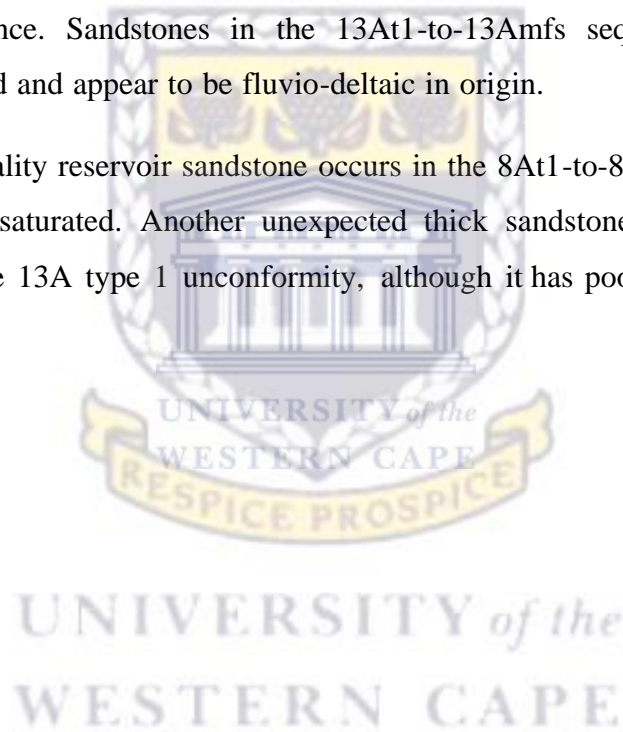 nce. Sandstones in the 13At1-to-13Amfs seq
d and appear to be fluvio-deltaic in origin.
ality reservoir sandstone occurs in the 8At1-to-8
saturated. Another unexpected thick sandstone
e 13A type 1 unconformity, although it has poo
UNIVERSITY of the
WESTERN CAPE
RESPICE PROSPICE
UNIVERSITY of the
WESTERN CAPE